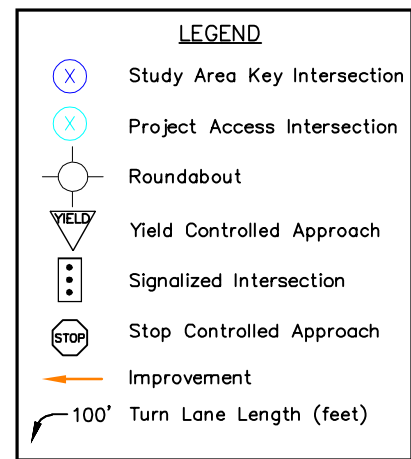 LEGEND
X Study Area Key Intersection
X Project Access Intersection
Roundabout
YIELD Yield Controlled Approach
Signalized Intersection
STOP Stop Controlled Approach
Improvement
100' Turn Lane Length (feet)